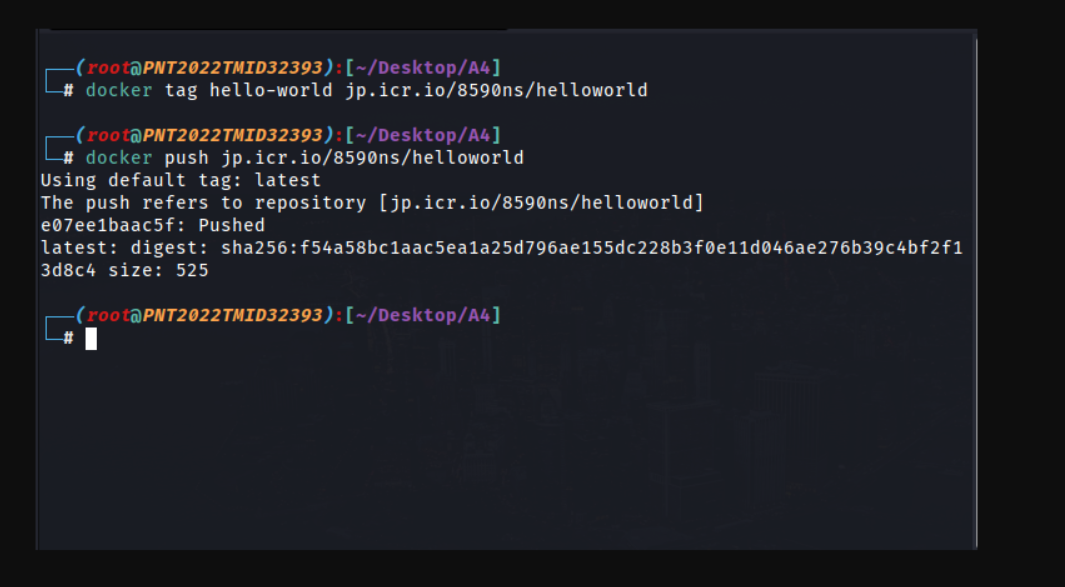 (root@PNT2022TMID32393):[~/Desktop/A4]
# docker tag hello-world jp.icr.io/8590ns/helloworld
(root@PNT2022TMID32393):[~/Desktop/A4]
# docker push jp.icr.io/8590ns/helloworld
Using default tag: latest
The push refers to repository [jp.icr.io/8590ns/helloworld]
e07ee1baac5f: Pushed
latest: digest: sha256:f54a58bc1aac5ea1a25d796ae155dc228b3f0e11d046ae276b39c4bf2f1
3d8c4 size: 525
(root@PNT2022TMID32393):[~/Desktop/A4]
#